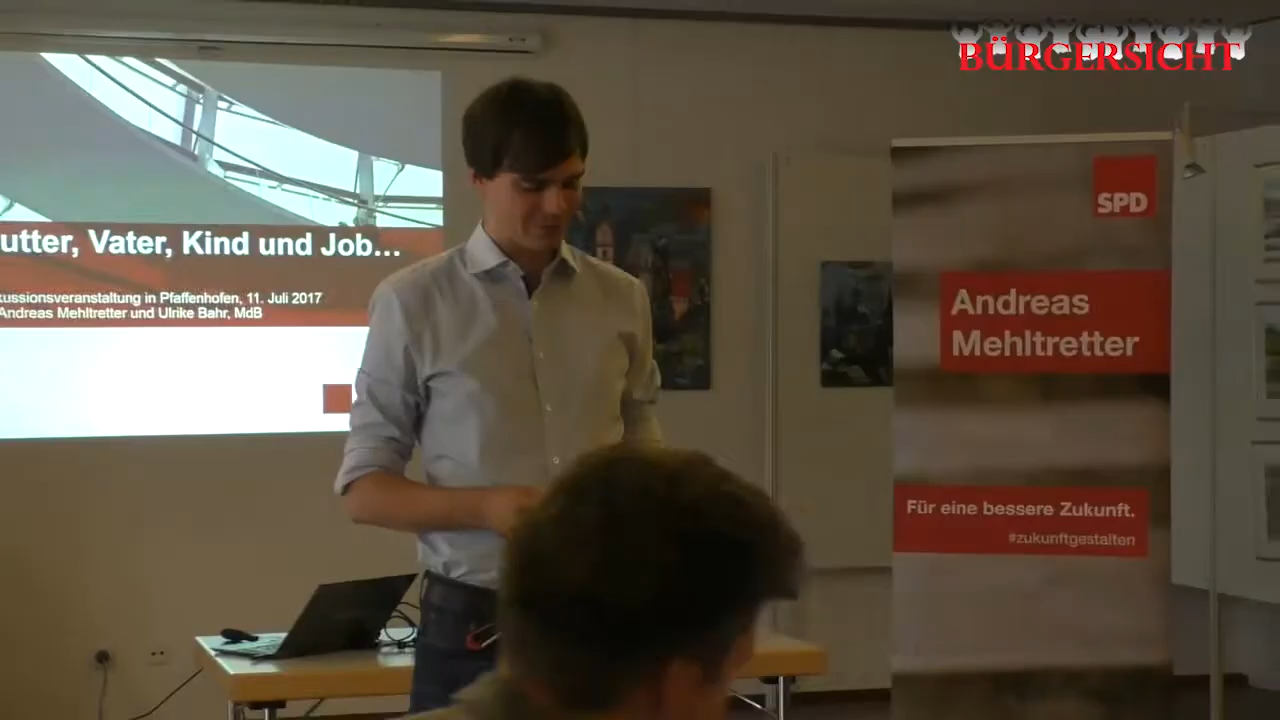 BÜRGERSICHT
utter, Vater, Kind und Job...
kussionsveranstaltung in Pfaffenhofen, 11. Juli 2017
Andreas Mehltretter und Ulrike Bahr, MdB
SPD
Andreas
Mehltretter
Für eine bessere Zukunft.
#zukunftgestalten